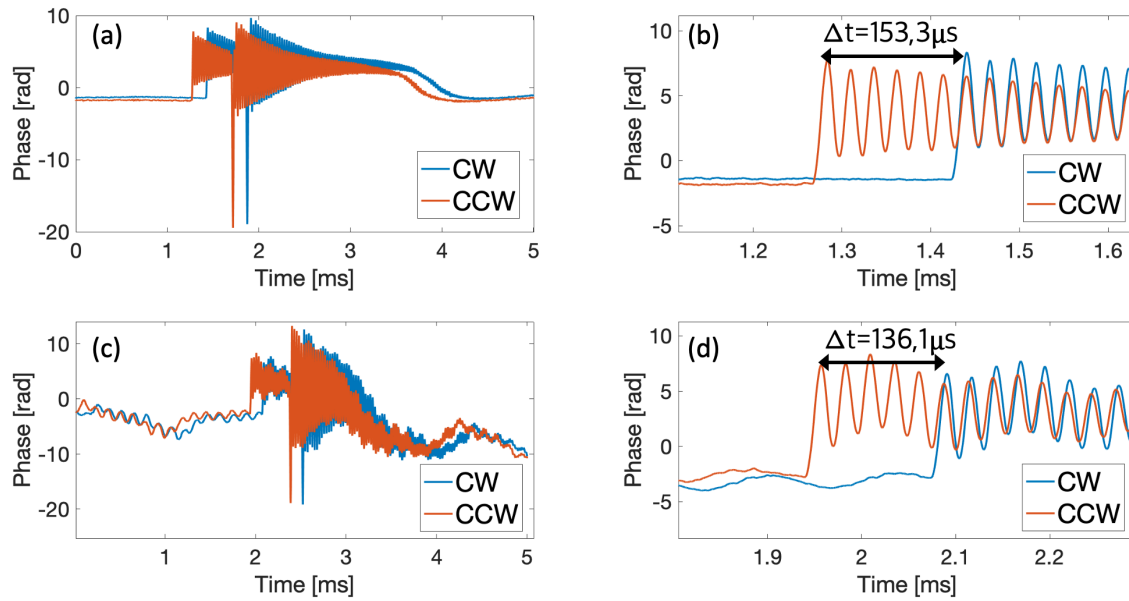 (a)
Phase [rad]
10
0
-10
-20
0
1
2
3
4
5
Time [ms]
CW
CCW
(b)
Δt=153,3μs
Phase [rad]
10
5
0
-5
1.2
1.3
1.4
1.5
1.6
Time [ms]
CW
CCW
(c)
Phase [rad]
10
0
-10
-20
1
2
3
4
5
Time [ms]
CW
CCW
(d)
Δt=136,1μs
Phase [rad]
10
5
0
-5
1.9
2
2.1
2.2
Time [ms]
CW
CCW